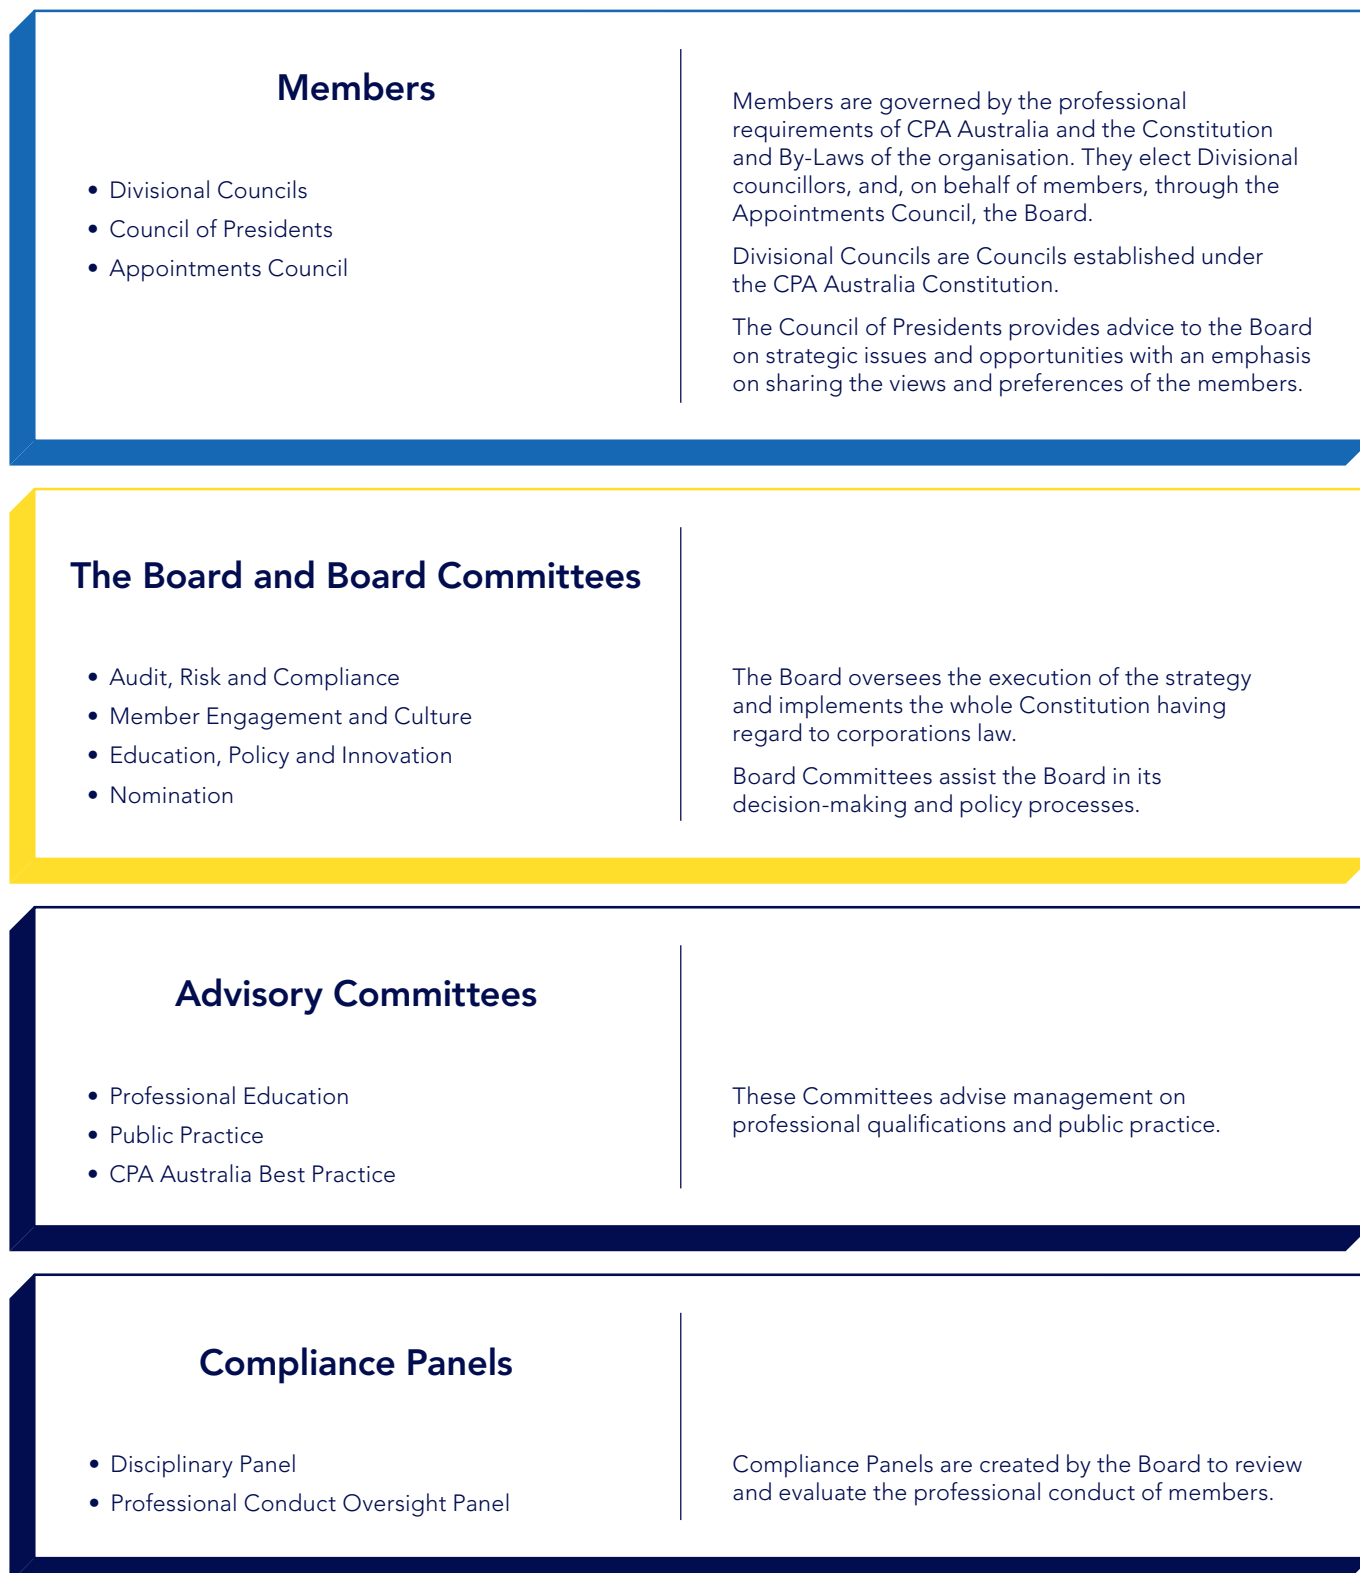 Members
• Divisional Councils
• Council of Presidents
• Appointments Council
Members are governed by the professional
requirements of CPA Australia and the Constitution
and By-Laws of the organisation. They elect Divisional
councillors, and, on behalf of members, through the
Appointments Council, the Board.
Divisional Councils are Councils established under
the CPA Australia Constitution.
The Council of Presidents provides advice to the Board
on strategic issues and opportunities with an emphasis
on sharing the views and preferences of the members.
The Board and Board Committees
• Audit, Risk and Compliance
• Member Engagement and Culture
• Education, Policy and Innovation
• Nomination
The Board oversees the execution of the strategy
and implements the whole Constitution having
regard to corporations law.
Board Committees assist the Board in its
decision-making and policy processes.
Advisory Committees
• Professional Education
• Public Practice
• CPA Australia Best Practice
These Committees advise management on
professional qualifications and public practice.
Compliance Panels
• Disciplinary Panel
• Professional Conduct Oversight Panel
Compliance Panels are created by the Board to review
and evaluate the professional conduct of members.